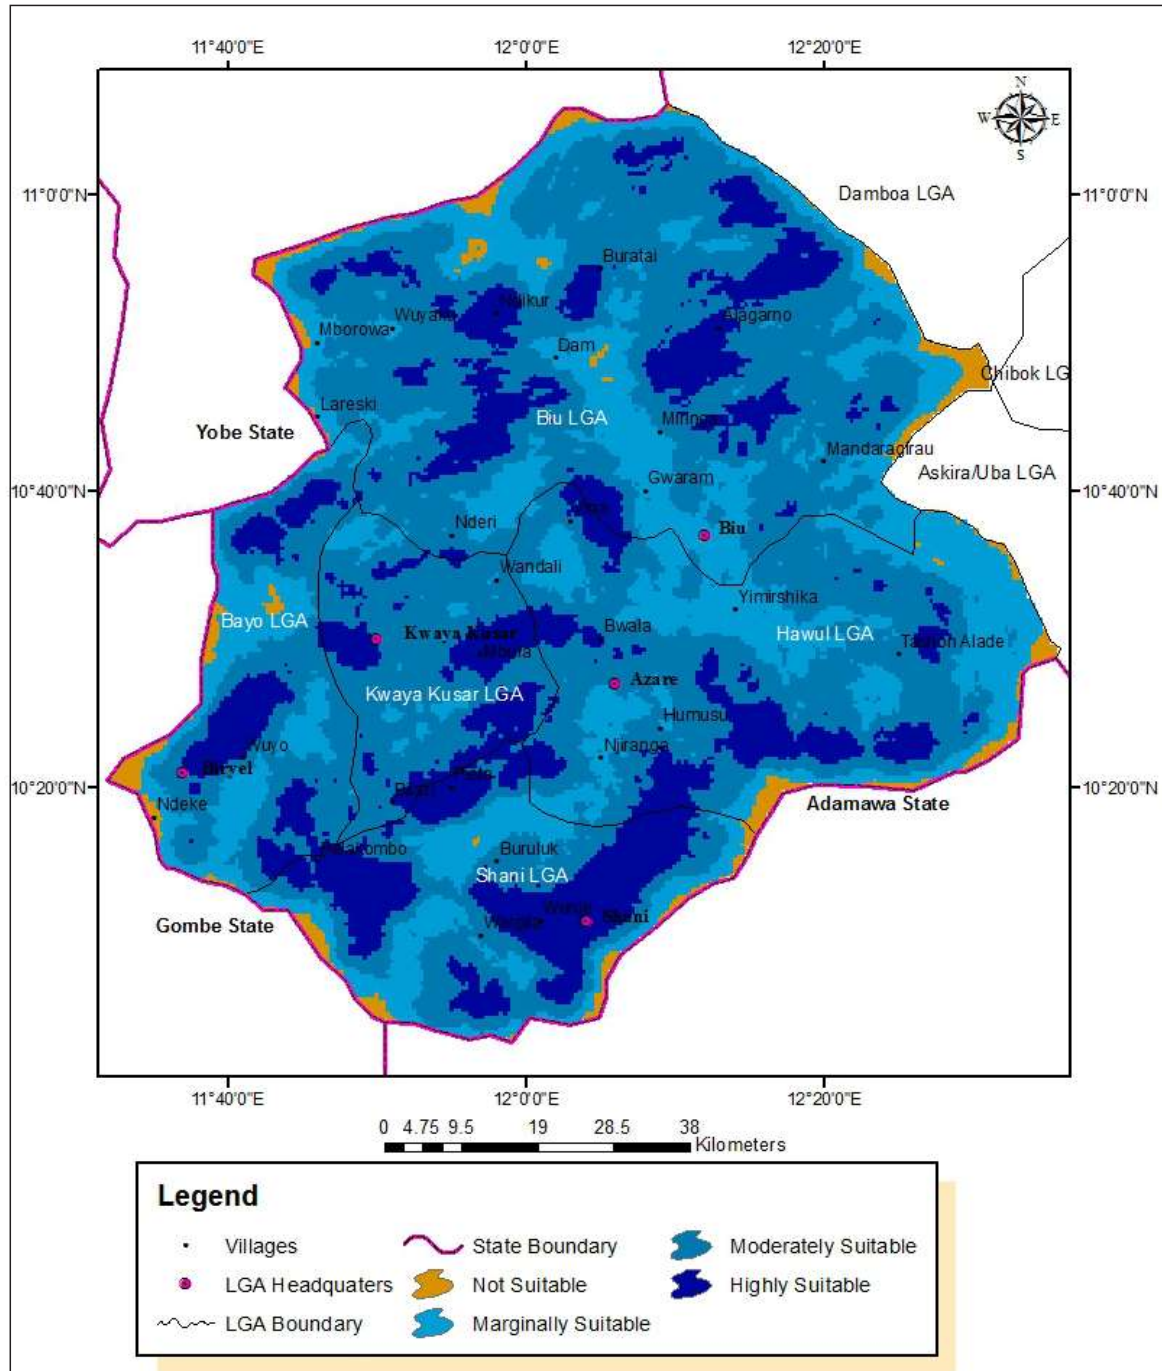 11°40'0"E 12°0'0"E 12°20'0"E
N
W E
S
11°0'0"N 11°0'0"N
Damboa LGA
Buratai
Ngikur
Wuyaku
Alagarno
Mborowa
Dam
Chibok LG
Lareski
Biu LGA
Miringa
Yobe State
Mandaragirau
Askira/Uba LGA
10°40'0"N 10°40'0"N
Gwaram
Nderi
Biu
Wandali
Yimirshika
Bayo LGA
Kwaya Kusar
Bwala
Hawul LGA
Tashon Alade
Azare
Kwaya Kusar LGA
Humusu
Wuyo
Njiranga
Briyel
10°20'0"N 10°20'0"N
Ndeke
Adamawa State
Buruluk
Shani LGA
Gombe State
Shani
11°40'0"E 12°0'0"E 12°20'0"E
0 4.75 9.5 19 28.5 38
Kilometers
Legend
Villages
State Boundary
Moderately Suitable
LGA Headquaters
Not Suitable
Highly Suitable
LGA Boundary
Marginally Suitable